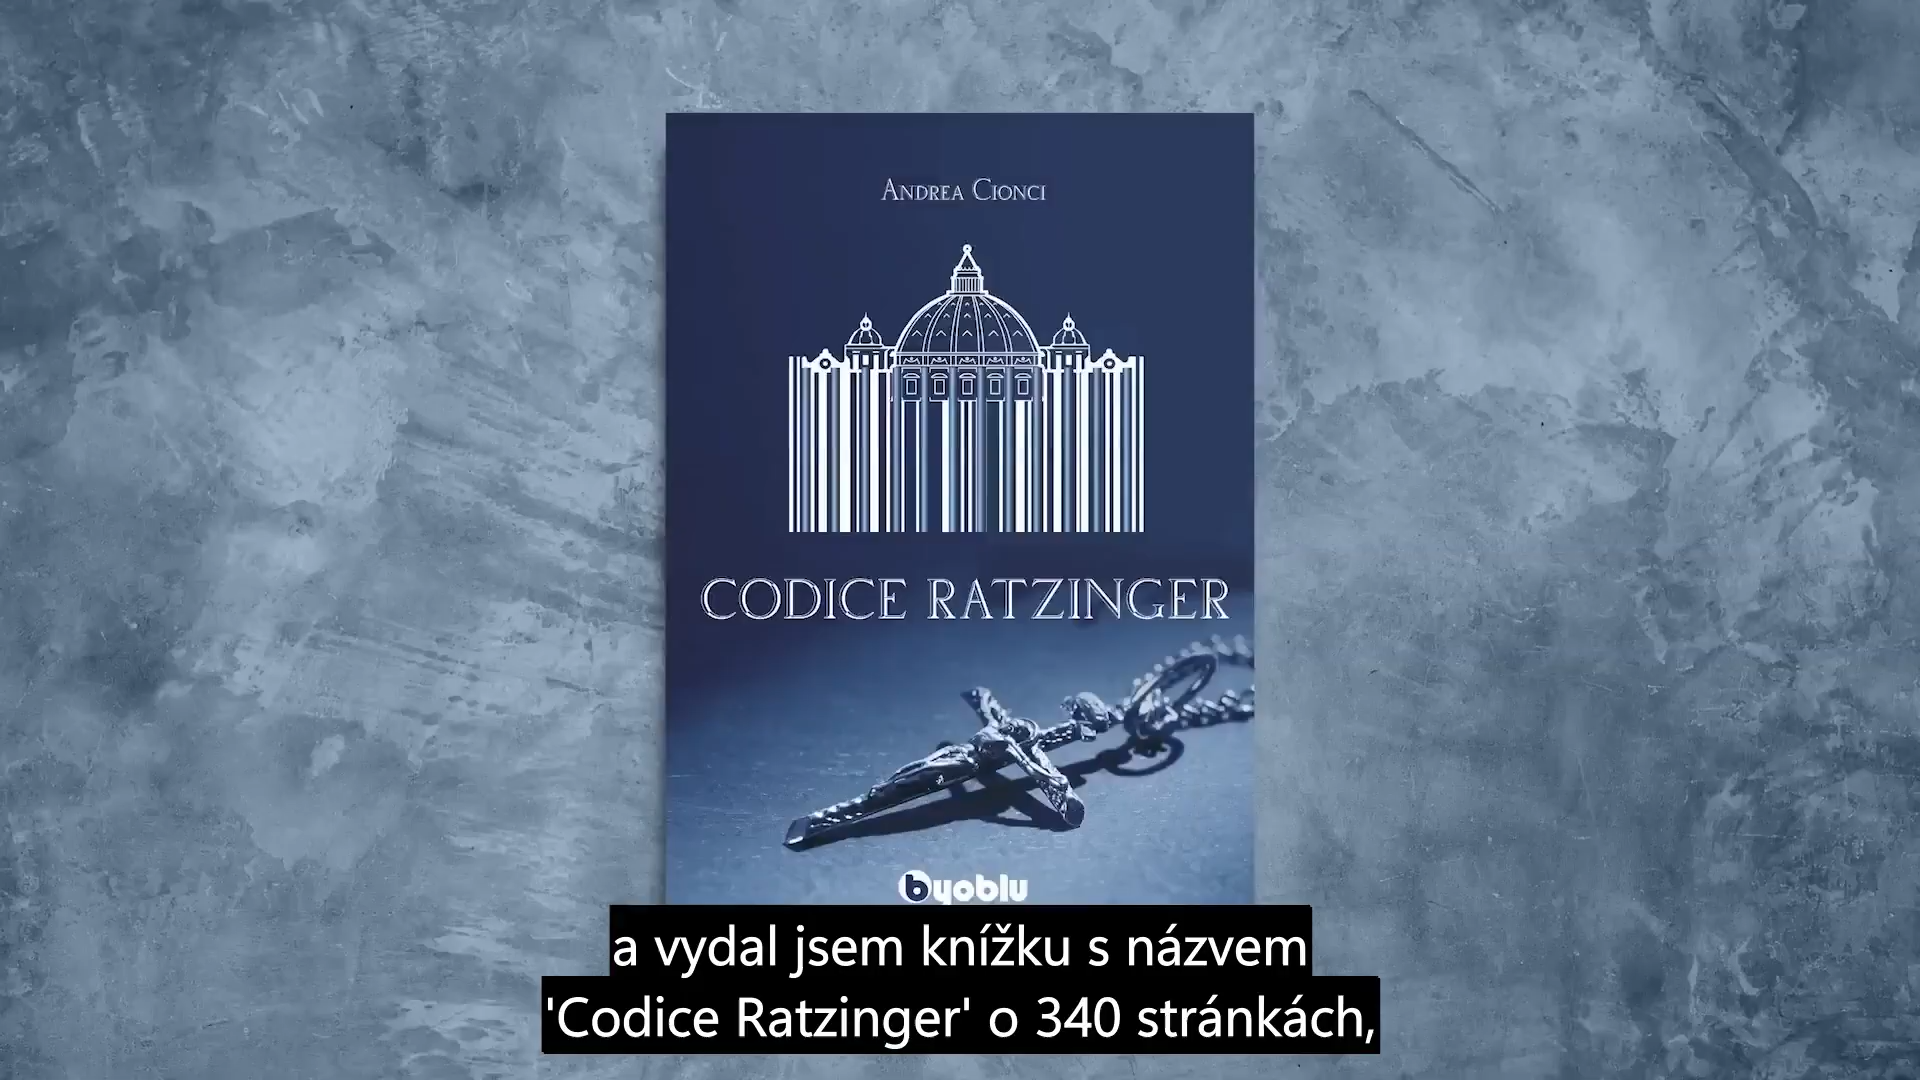 ANDREA CIONCI
CODICE RATZINGER
byoblu
a vydal jsem knížku s názvem
'Codice Ratzinger' o 340 stránkách,